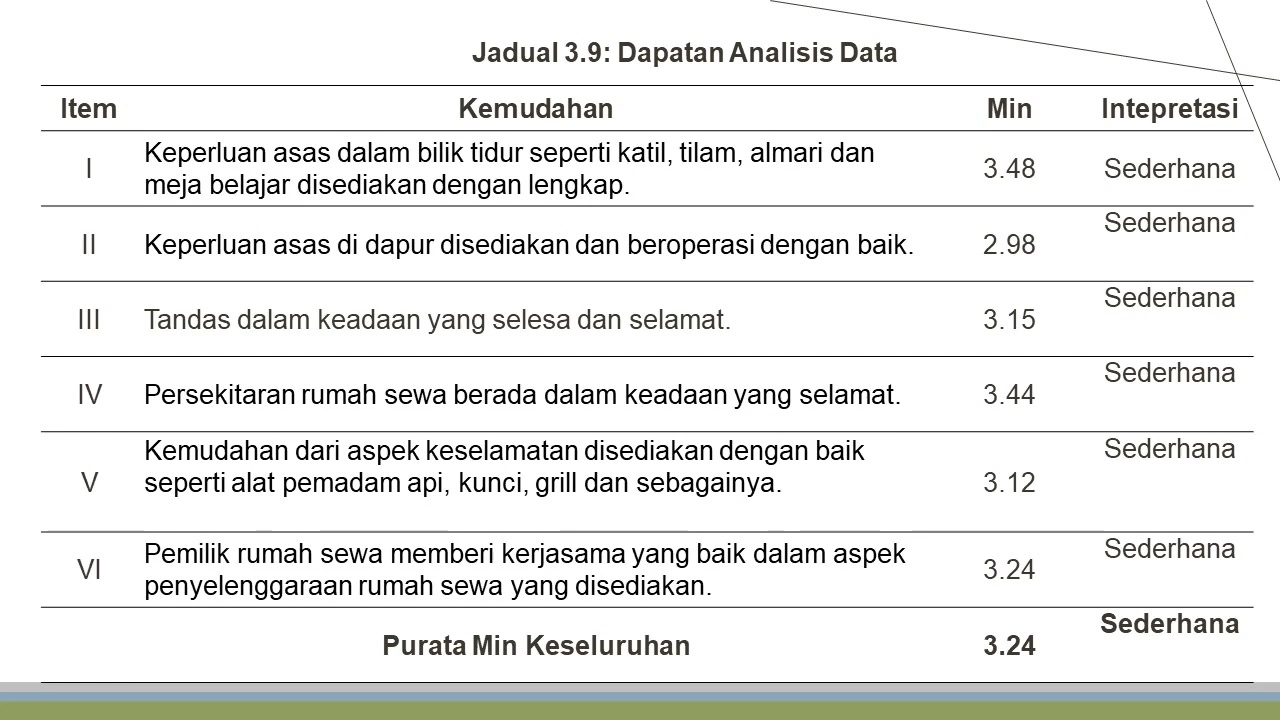 Jadual 3.9: Dapatan Analisis Data
Item Kemudahan Min Intepretasi
I Keperluan asas dalam bilik tidur seperti katil, tilam, almari dan
meja belajar disediakan dengan lengkap. 3.48 Sederhana
II Keperluan asas di dapur disediakan dan beroperasi dengan baik. 2.98 Sederhana
III Tandas dalam keadaan yang selesa dan selamat. 3.15 Sederhana
IV Persekitaran rumah sewa berada dalam keadaan yang selamat. 3.44 Sederhana
V Kemudahan dari aspek keselamatan disediakan dengan baik
seperti alat pemadam api, kunci, grill dan sebagainya. 3.12 Sederhana
VI Pemilik rumah sewa memberi kerjasama yang baik dalam aspek
penyelenggaraan rumah sewa yang disediakan. 3.24 Sederhana
Purata Min Keseluruhan 3.24 Sederhana